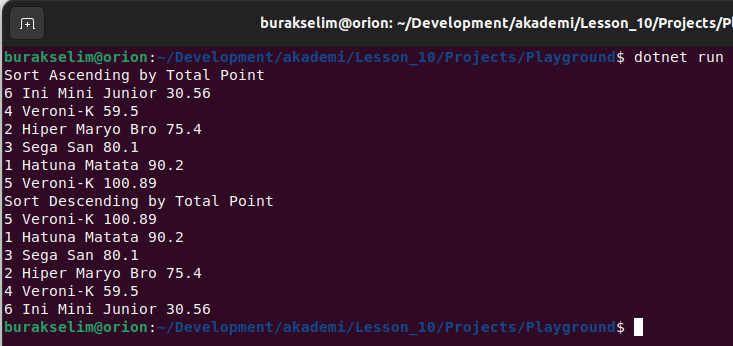 burakselim@orion: ~/Development/akademi/Lesson_10/Projects/Pl
burakselim@orion:~/Development/akademi/Lesson_10/Projects/Playground$ dotnet run
Sort Ascending by Total Point
6 Ini Mini Junior 30.56
4 Veroni-K 59.5
2 Hiper Maryo Bro 75.4
3 Sega San 80.1
1 Hatuna Matata 90.2
5 Veroni-K 100.89
Sort Descending by Total Point
5 Veroni-K 100.89
1 Hatuna Matata 90.2
3 Sega San 80.1
2 Hiper Maryo Bro 75.4
4 Veroni-K 59.5
6 Ini Mini Junior 30.56
burakselim@orion:~/Development/akademi/Lesson_10/Projects/Playground$